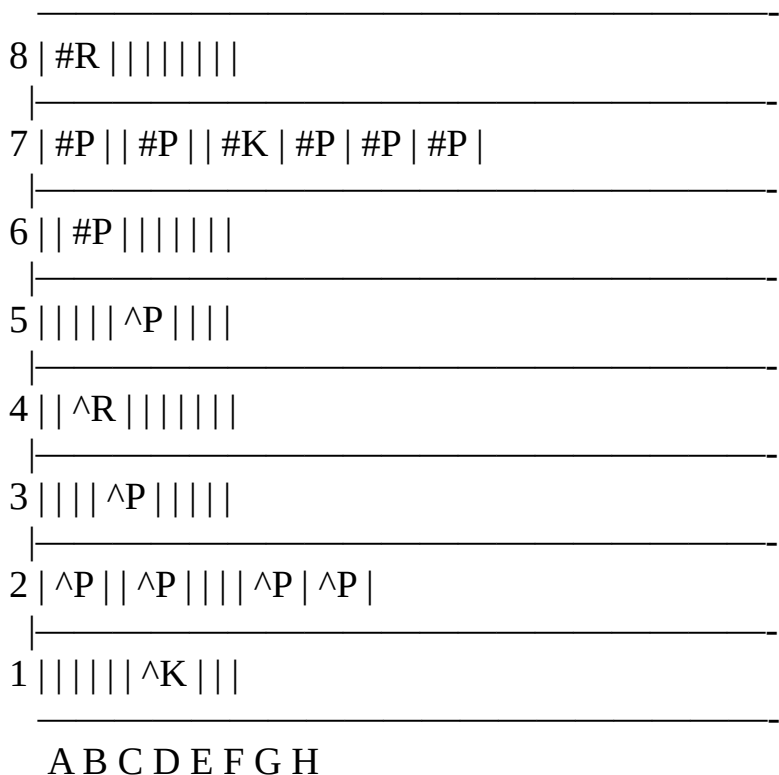 ————————————————————-
8 | #R | | | | | | | |
|———————————————————-
7 | #P | | #P | | #K | #P | #P | #P |
|———————————————————-
6 | | #P | | | | | | |
|———————————————————-
5 | | | | | ^P | | | |
|———————————————————-
4 | | ^R | | | | | | |
|———————————————————-
3 | | | | ^P | | | | |
|———————————————————-
2 | ^P | | ^P | | | | ^P | ^P |
|———————————————————-
1 | | | | | | ^K | | |
————————————————————-
A B C D E F G H